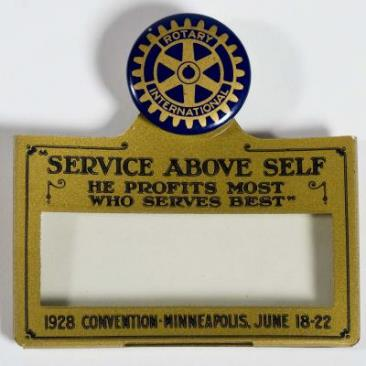 ROTARY
INTERNATIONAL
"SERVICE ABOVE SELF
HE PROFITS MOST
WHO SERVES BEST"
1928 CONVENTION-MINNEAPOLIS, JUNE 18-22